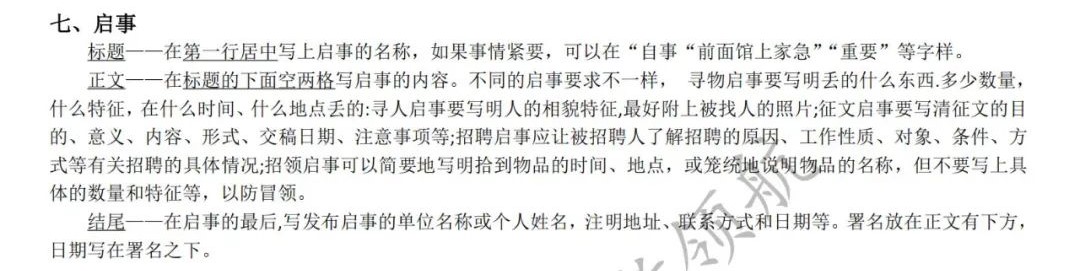 七、启事
标题——在第一行居中写上启事的名称，如果事情紧要，可以在“自事“前面馆上家急”“重要”等字样。
正文——在标题的下面空两格写启事的内容。不同的启事要求不一样， 寻物启事要写明丢的什么东西.多少数量，
什么特征，在什么时间、什么地点丢的:寻人启事要写明人的相貌特征,最好附上被找人的照片;征文启事要写清征文的目
的、意义、内容、形式、交稿日期、注意事项等;招聘启事应让被招聘人了解招聘的原因、工作性质、对象、条件、方
式等有关招聘的具体情况;招领启事可以简要地写明拾到物品的时间、地点，或笼统地说明物品的名称，但不要写上具
体的数量和特征等，以防冒领。
结尾——在启事的最后,写发布启事的单位名称或个人姓名，注明地址、联系方式和日期等。署名放在正文有下方，
日期写在署名之下。
领航